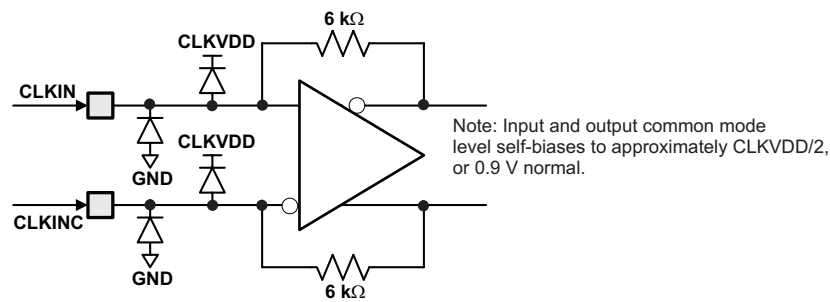 6 kΩ
CLKVDD
CLKIN
CLKVDD
GND
Note: Input and output common mode
level self-biases to approximately CLKVDD/2,
or 0.9 V normal.
CLKINC
GND
6 kΩ